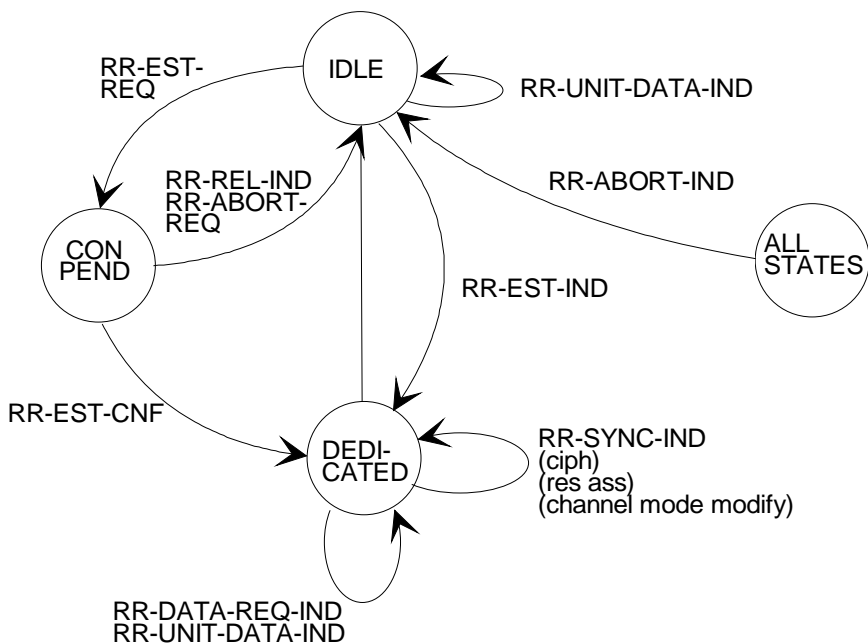 IDLE
RR-EST-
REQ
RR-UNIT-DATA-IND
RR-REL-IND
RR-ABORT-
REQ
RR-ABORT-IND
CON
PEND
ALL
STATES
RR-EST-IND
RR-EST-CNF
DEDI-
CATED
RR-SYNC-IND
(ciph)
(res ass)
(channel mode modify)
RR-DATA-REQ-IND
RR-UNIT-DATA-IND